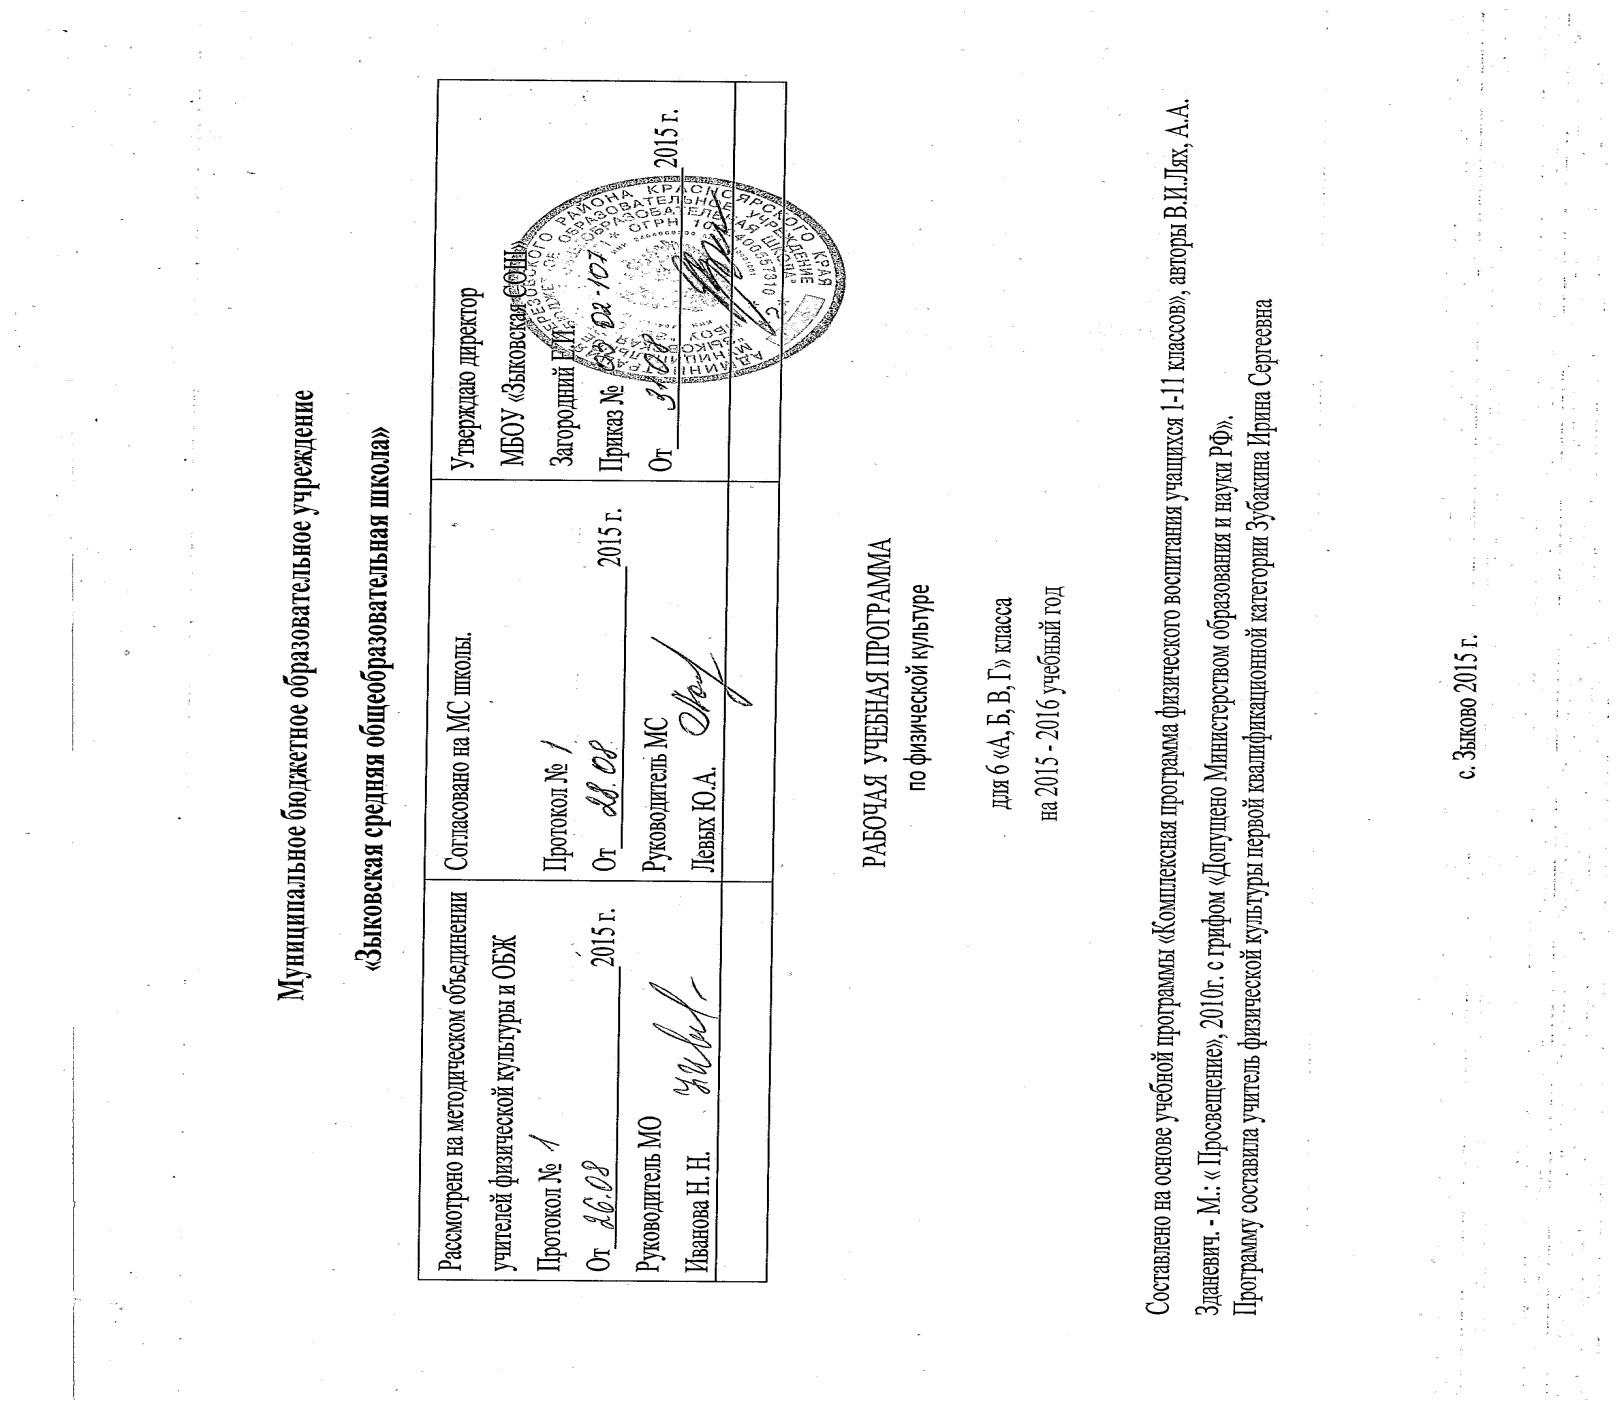 Муниципальное бюджетное образовательное учреждение
«Зыковская средняя общеобразовательная школа»
Рассмотрено на методическом объединении
учителей физической культуры и ОБЖ
Протокол № 1
От 26.08 2015 г.
Руководитель МО
Иванова Н. Н.
Согласовано на МС школы.
Протокол № 1
От 28.08 2015 г.
Руководитель МС
Левых Ю.А.
Утверждаю директор
МБОУ «Зыковская СОШ»
Загородний Г.И.
Приказ № 03-02-107
От 31.08 2015 г.
РАБОЧАЯ УЧЕБНАЯ ПРОГРАММА
по физической культуре
для 6 «А, Б, В, Г» класса
на 2015 - 2016 учебный год
Составлено на основе учебной программы «Комплексная программа физического воспитания учащихся 1-11 классов», авторы В.И.Лях, А.А.
Зданевич. - М.: « Просвещение», 2010г. с грифом «Допущено Министерством образования и науки РФ».
Программу составила учитель физической культуры первой квалификационной категории Зубакина Ирина Сергеевна
с. Зыково 2015 г.